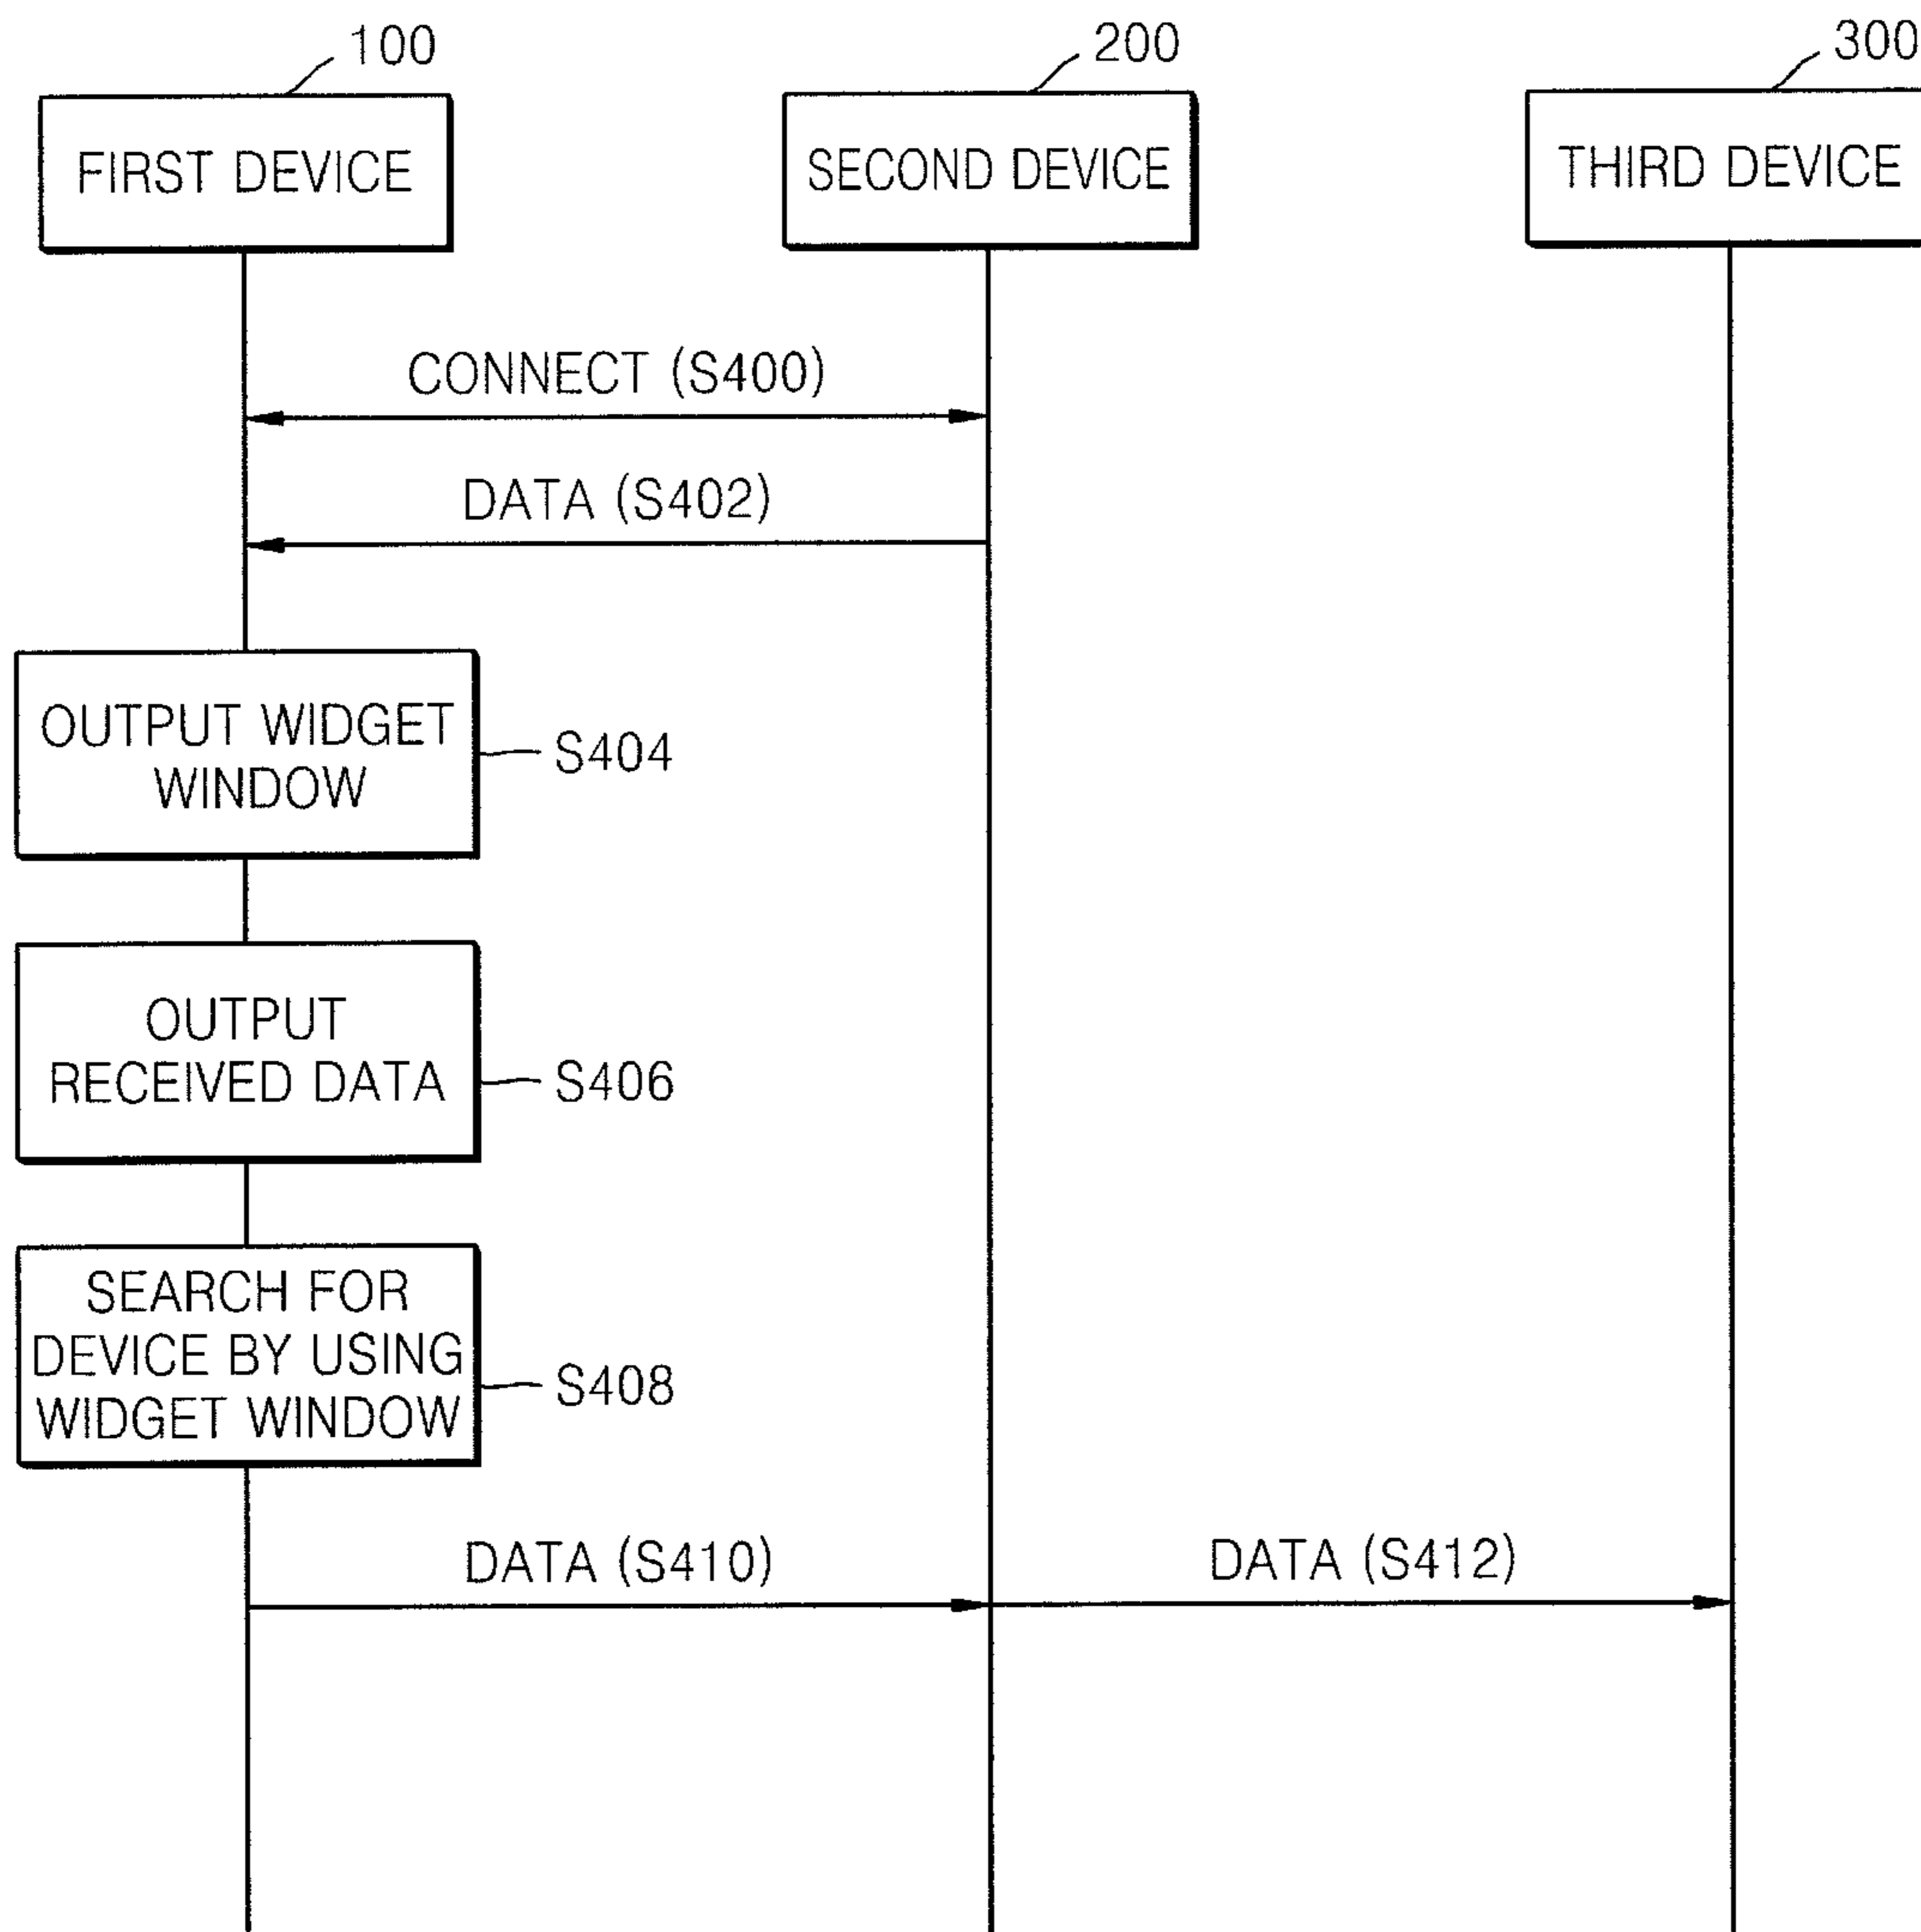 100
200
300
FIRST DEVICE
SECOND DEVICE
THIRD DEVICE
CONNECT (S400)
DATA (S402)
OUTPUT WIDGET
WINDOW
S404
OUTPUT
RECEIVED DATA
S406
SEARCH FOR
DEVICE BY USING
WIDGET WINDOW
S408
DATA (S410)
DATA (S412)